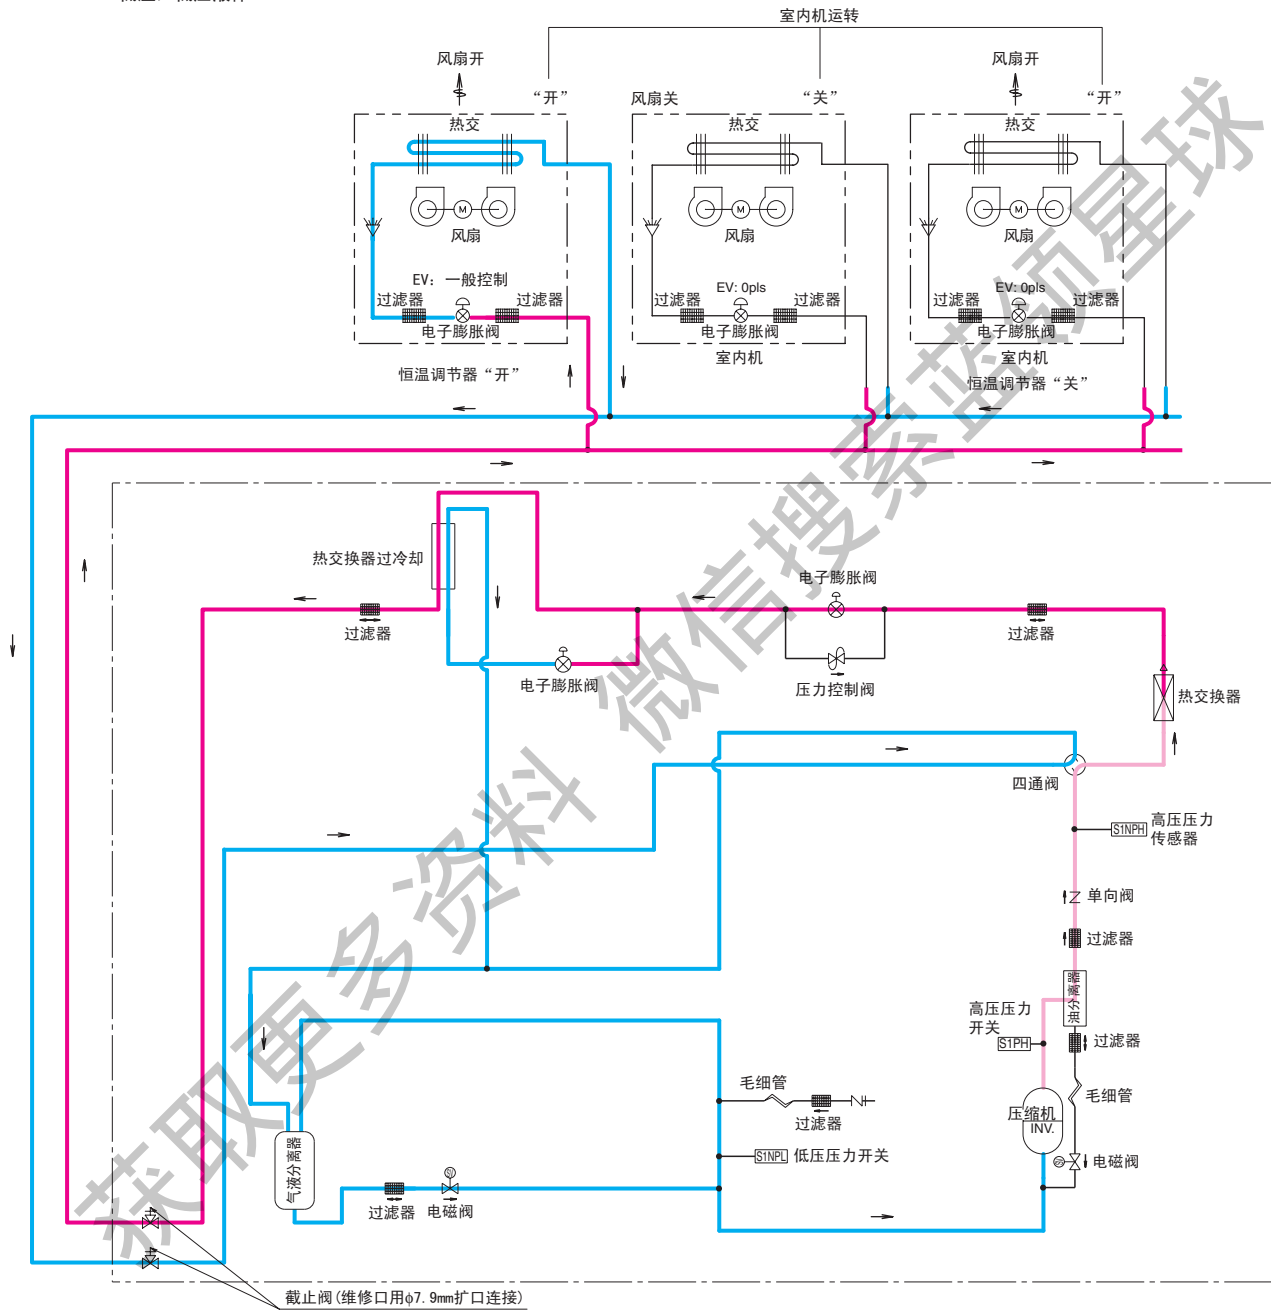 室内机运转
风扇开
“开”
风扇关
“关”
风扇开
“开”
热交
热交
热交
M
M
M
风扇
风扇
风扇
EV：一般控制
EV: 0pls
EV: 0pls
过滤器
过滤器
过滤器
过滤器
过滤器
过滤器
电子膨胀阀
电子膨胀阀
电子膨胀阀
室内机
室内机
恒温调节器“开”
恒温调节器“关”
热交换器过冷却
电子膨胀阀
过滤器
过滤器
电子膨胀阀
压力控制阀
热交换器
四通阀
S1NPH
高压压力
传感器
单向阀
过滤器
油分离器
高压压力
开关
S1PH
过滤器
毛细管
毛细管
过滤器
压缩机
INV.
S1NPL
低压压力开关
电磁阀
气液分离器
过滤器
电磁阀
截止阀(维修口用φ7.9mm扩口连接)
获取更多资料 微信搜索蓝领星球